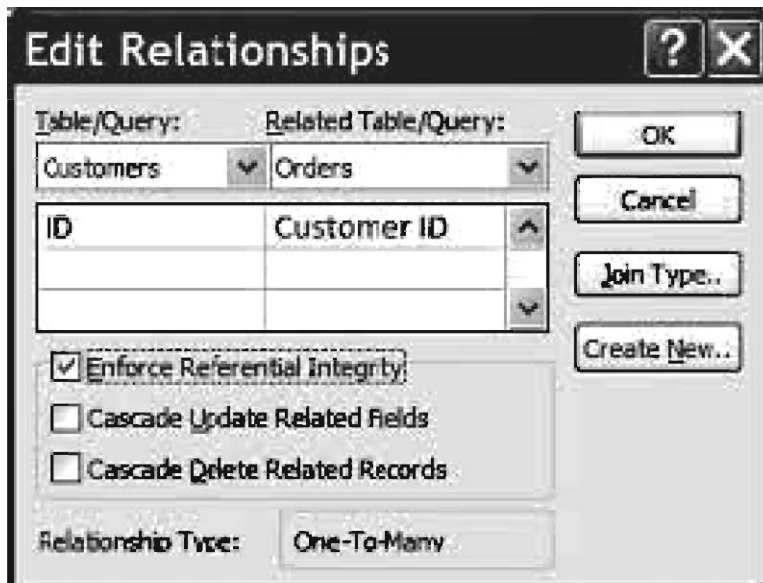 Edit Relationships
Table/Query: Related Table/Query:
Customers Orders
ID Customer ID
Enforce Referential Integrity
Cascade Update Related Fields
Cascade Delete Related Records
Relationship Type: One-To-Many
OK
Cancel
Join Type..
Create New..